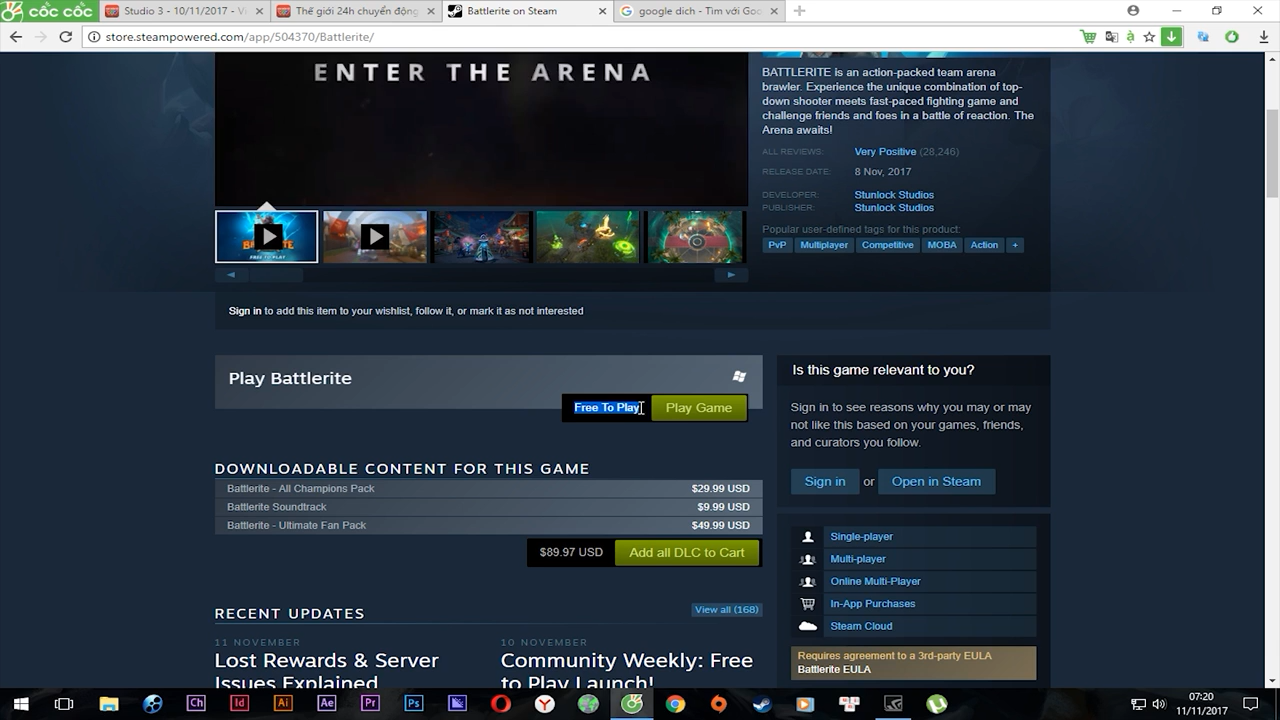 cốc cốc
Studio 3 - 10/11/2017 - Vi
Thế giới 24h chuyển động
Battlerite on Steam
google dich - Tìm với Goo
store.steampowered.com/app/504370/Battlerite/
ENTER THE ARENA
BATTLERITE is an action-packed team arena
brawler. Experience the unique combination of top-
down shooter meets fast-paced fighting game and
challenge friends and foes in a battle of reaction. The
Arena awaits!
ALL REVIEWS: Very Positive (28,246)
RELEASE DATE: 8 Nov, 2017
DEVELOPER: Stunlock Studios
PUBLISHER: Stunlock Studios
Popular user-defined tags for this product:
PvP Multiplayer Competitive MOBA Action +
BATTLERITE
FREE TO PLAY
Sign in to add this item to your wishlist, follow it, or mark it as not interested
Play Battlerite
Free To Play Play Game
DOWNLOADABLE CONTENT FOR THIS GAME
Battlerite - All Champions Pack $29.99 USD
Battlerite Soundtrack $9.99 USD
Battlerite - Ultimate Fan Pack $49.99 USD
$89.97 USD Add all DLC to Cart
RECENT UPDATES View all (168)
11 NOVEMBER
Lost Rewards & Server
Issues Explained
10 NOVEMBER
Community Weekly: Free
to Play Launch!
Is this game relevant to you?
Sign in to see reasons why you may or may
not like this based on your games, friends,
and curators you follow.
Sign in or Open in Steam
Single-player
Multi-player
Online Multi-Player
In-App Purchases
Steam Cloud
Requires agreement to a 3rd-party EULA
Battlerite EULA
Ch Id Ai Ae Pr Ps
07:20
11/11/2017